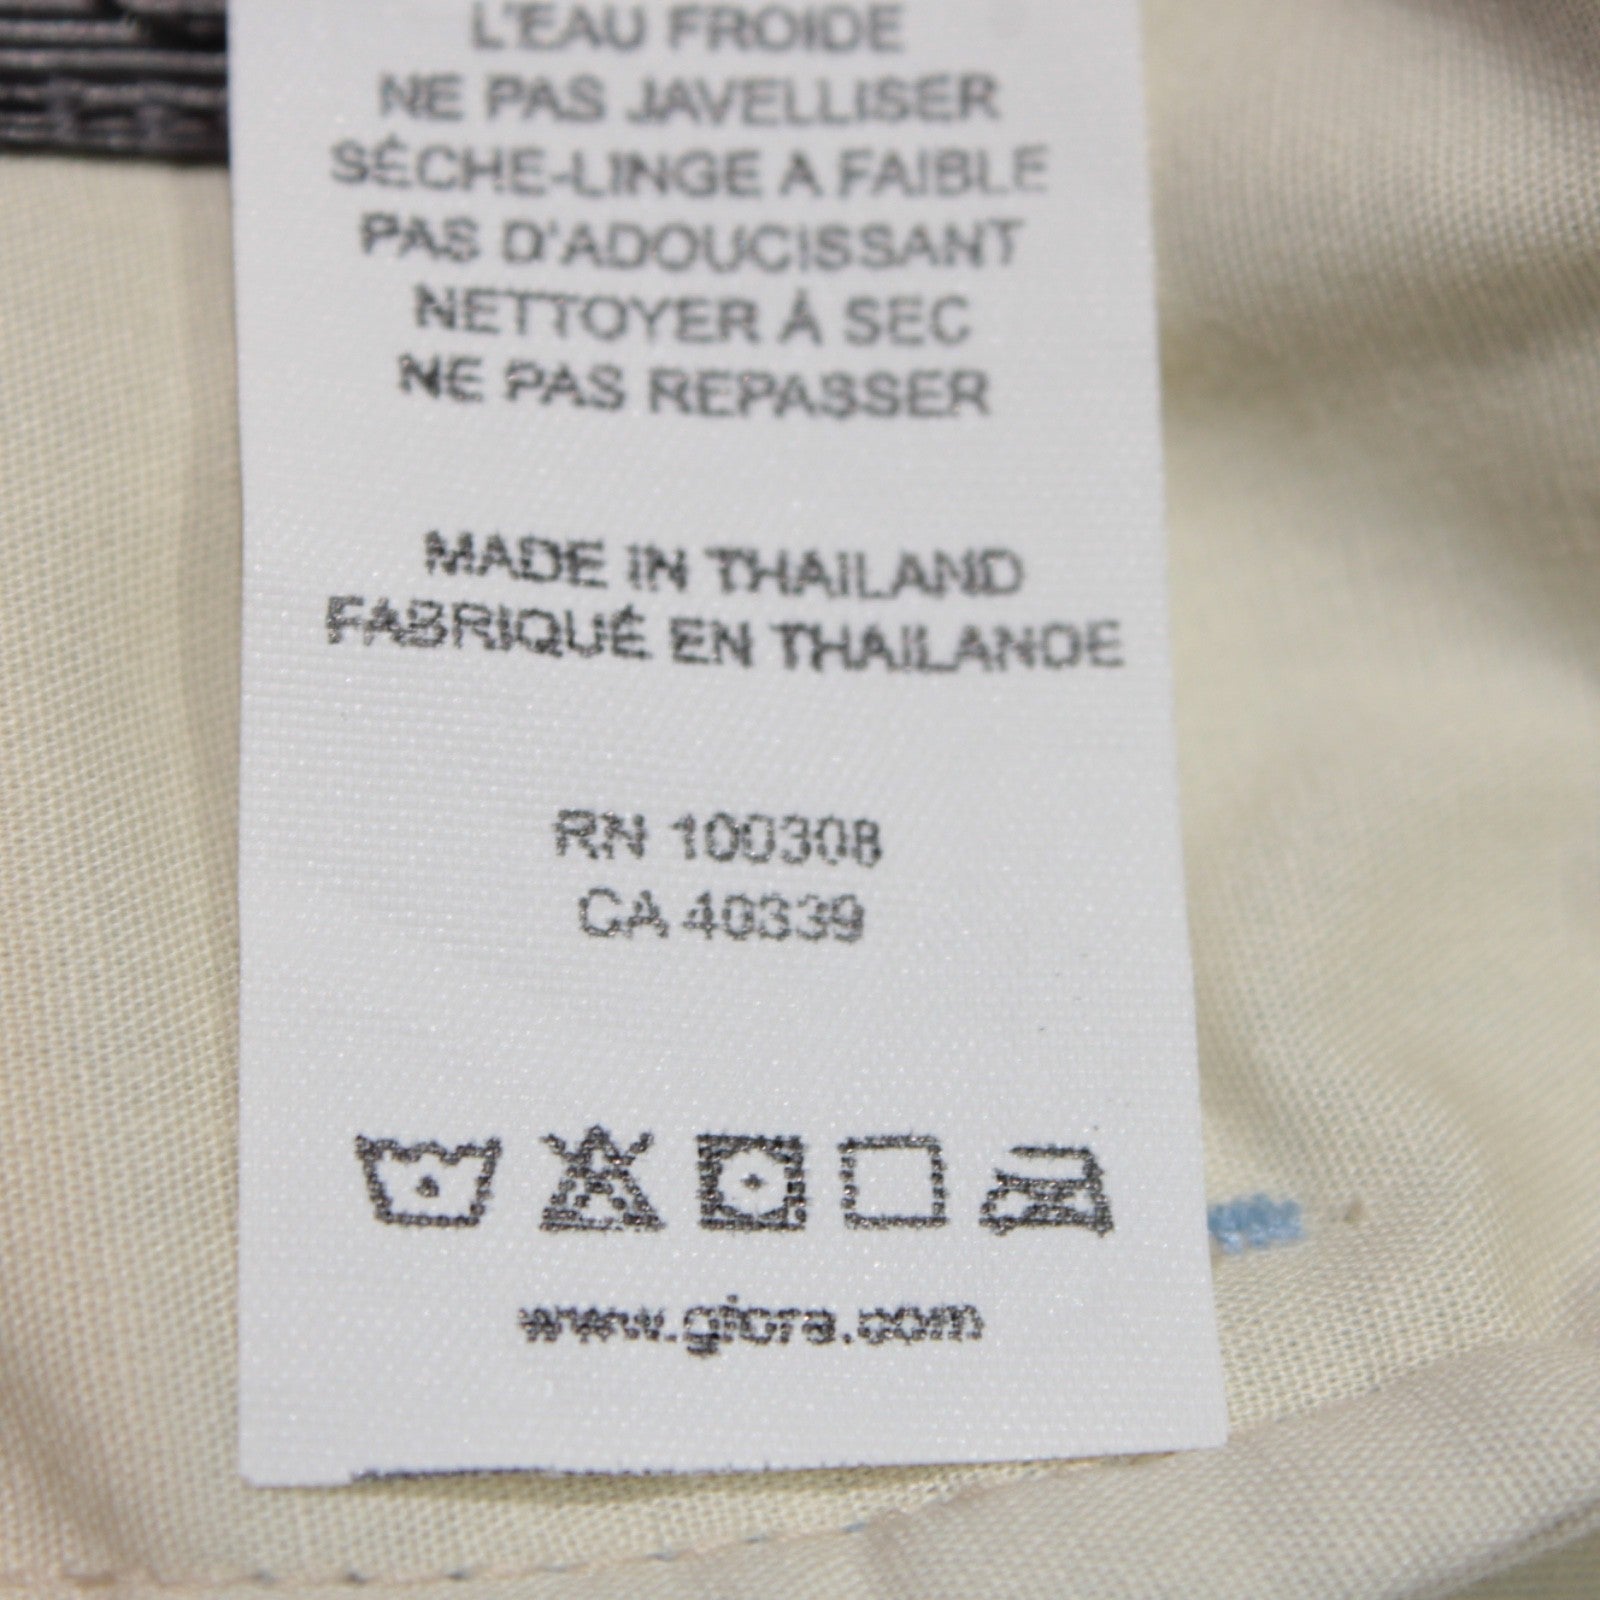 L'EAU FROIDE
NE PAS JAVELLISER
SÉCHE-LINGE A FAIBLE
PAS D'ADOUCISSANT
NETTOYER À SEC
NE PAS REPASSER
MADE IN THAILAND
FABRIQUÉ EN THAILANDE
RN 100308
CA 40339
www.gfore.com